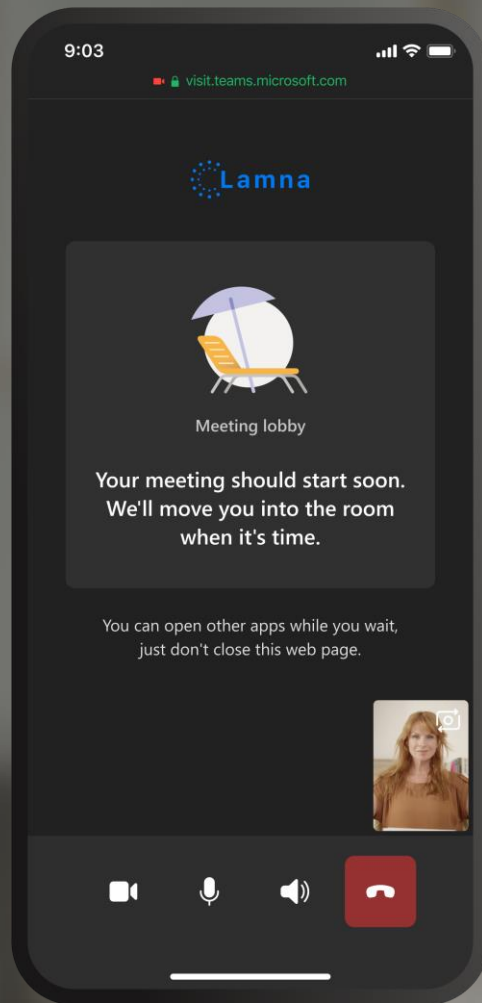 9:03
visit.teams.microsoft.com
Lamna
Meeting lobby
Your meeting should start soon.
We'll move you into the room
when it's time.
You can open other apps while you wait,
just don't close this web page.